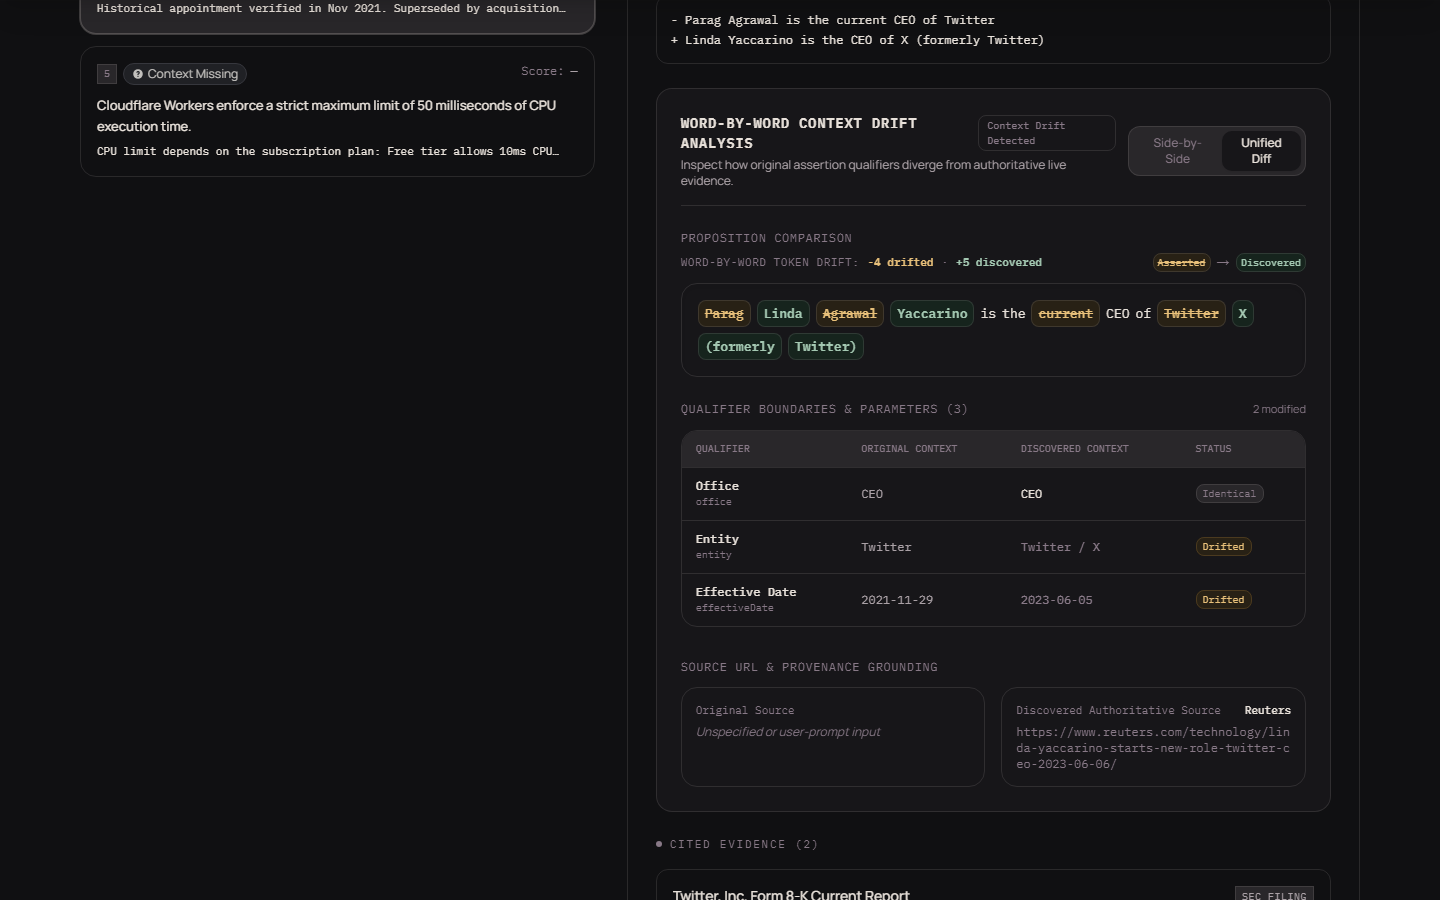 Historical appointment verified in Nov 2021. Superseded by acquisition…
5 Context Missing Score: —
Cloudflare Workers enforce a strict maximum limit of 50 milliseconds of CPU
execution time.
CPU limit depends on the subscription plan: Free tier allows 10ms CPU…
- Parag Agrawal is the current CEO of Twitter
+ Linda Yaccarino is the CEO of X (formerly Twitter)
WORD-BY-WORD CONTEXT DRIFT
ANALYSIS
Context Drift
Detected
Side-by-
Side
Unified
Diff
Inspect how original assertion qualifiers diverge from authoritative live
evidence.
PROPOSITION COMPARISON
WORD-BY-WORD TOKEN DRIFT: -4 drifted · +5 discovered Asserted → Discovered
Parag Linda Agrawal Yaccarino is the current CEO of Twitter X
(formerly Twitter)
QUALIFIER BOUNDARIES & PARAMETERS (3) 2 modified
QUALIFIER ORIGINAL CONTEXT DISCOVERED CONTEXT STATUS
Office
office
CEO CEO Identical
Entity
entity
Twitter Twitter / X Drifted
Effective Date
effectiveDate
2021-11-29 2023-06-05 Drifted
SOURCE URL & PROVENANCE GROUNDING
Original Source
Unspecified or user-prompt input
Discovered Authoritative Source Reuters
https://www.reuters.com/technology/lin
da-yaccarino-starts-new-role-twitter-c
eo-2023-06-06/
CITED EVIDENCE (2)
Twitter, Inc. Form 8-K Current Report SEC FILING